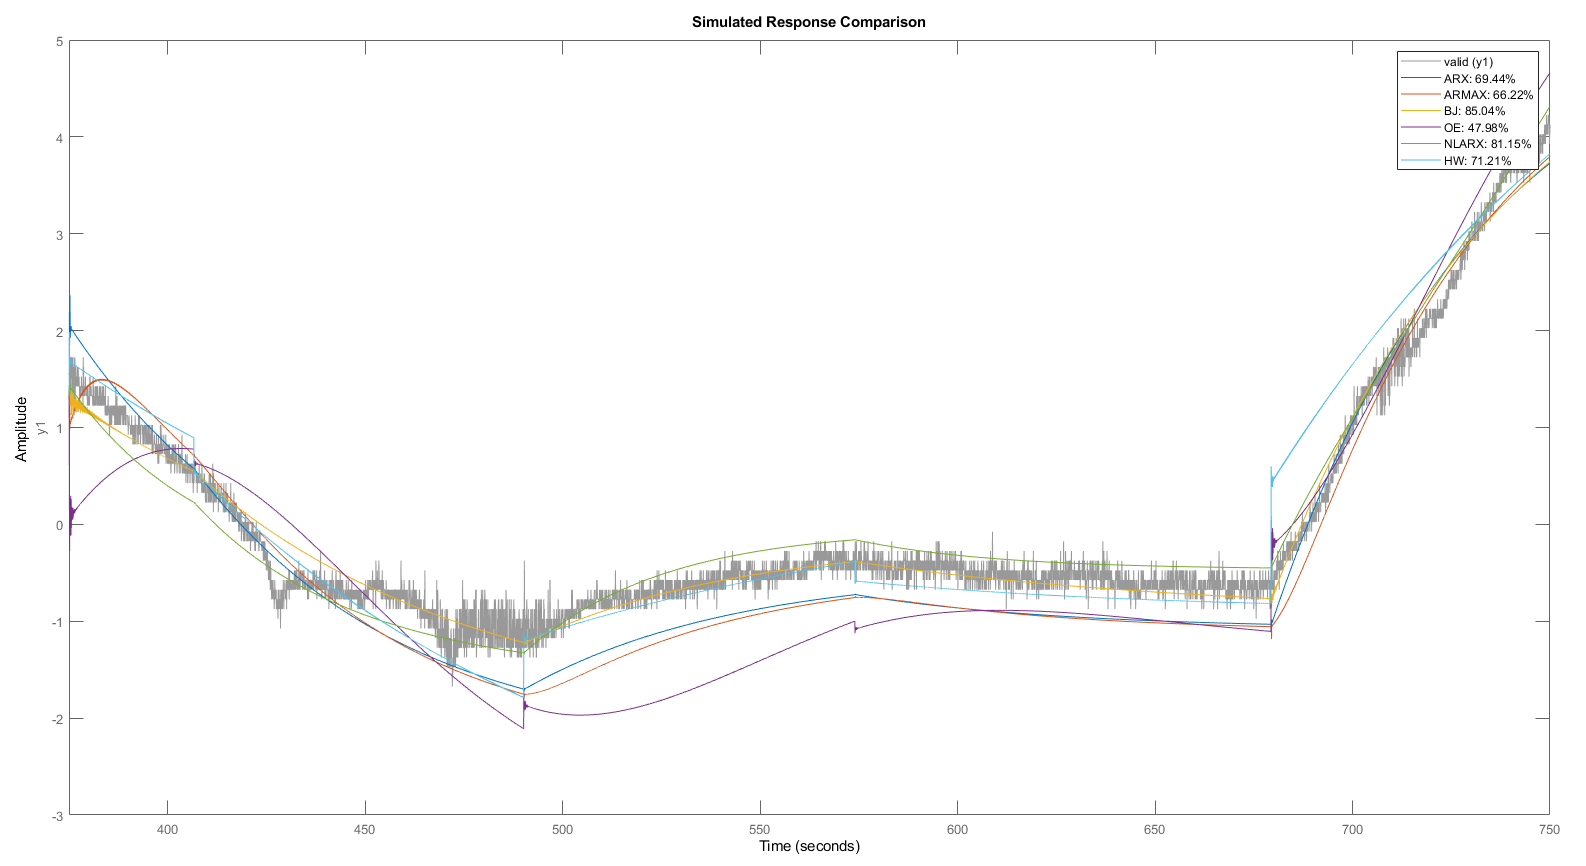 Simulated Response Comparison
5
4
3
2
1
0
-1
-2
-3
Amplitude
y1
valid (y1)
ARX: 69.44%
ARMAX: 66.22%
BJ: 85.04%
OE: 47.98%
NLARX: 81.15%
HW: 71.21%
400 450 500 550 600 650 700 750
Time (seconds)